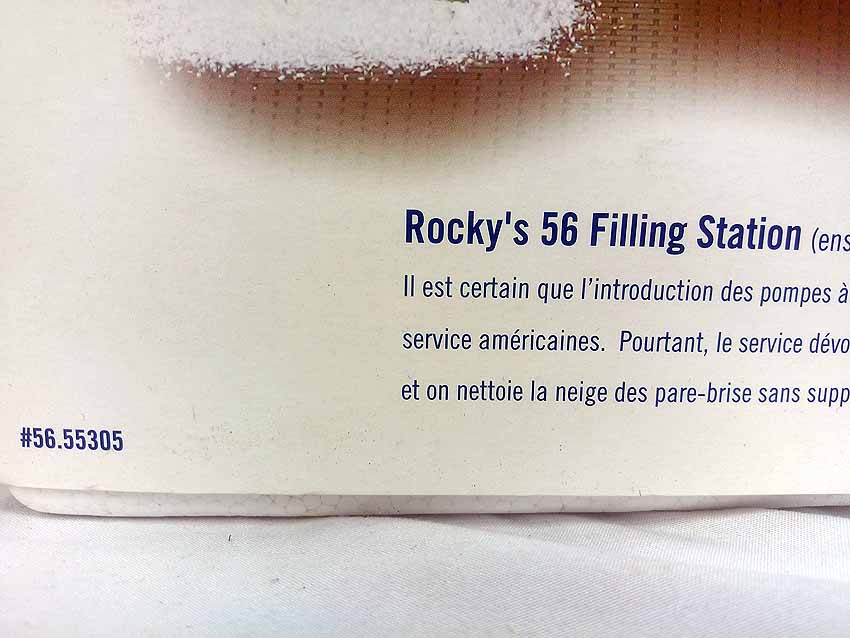 Rocky's 56 Filling Station (ens
Il est certain que l'introduction des pompes à
service américaines. Pourtant, le service dévo
et on nettoie la neige des pare-brise sans supp
#56.55305